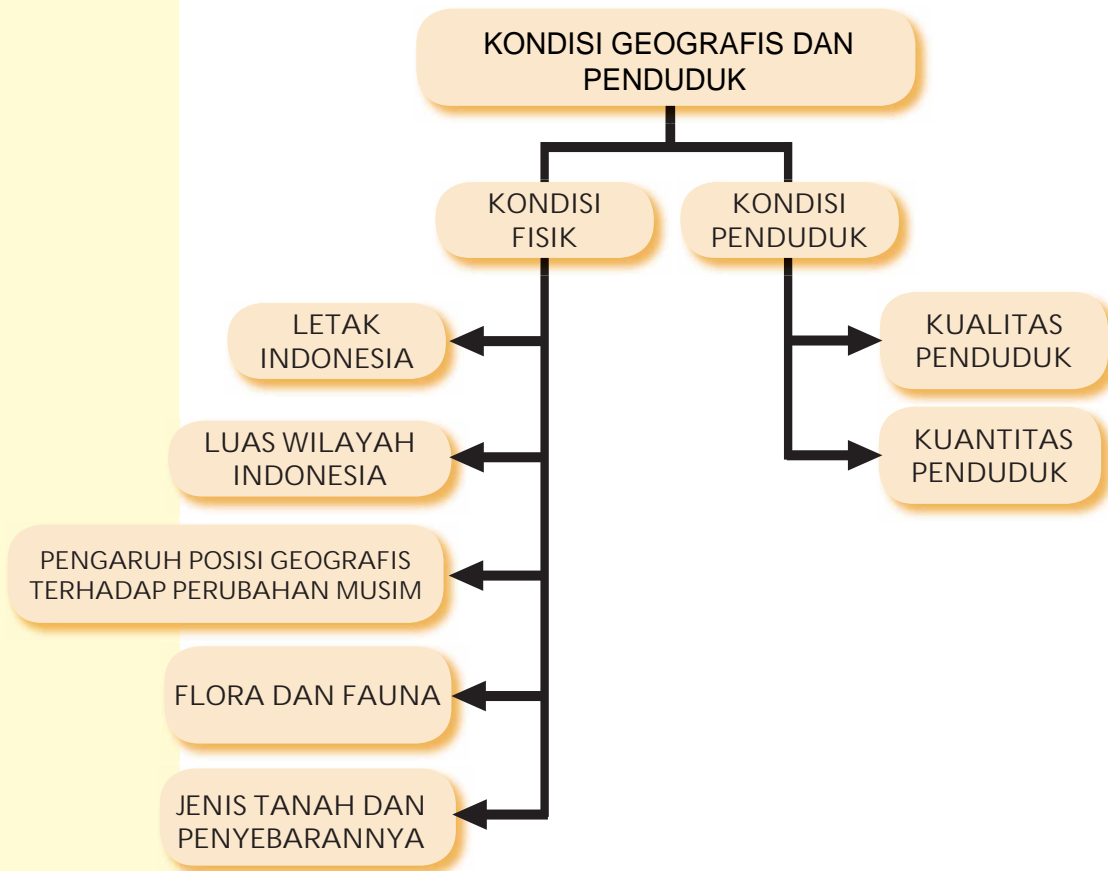 KONDISI GEOGRAFIS DAN
PENDUDUK
KONDISI
FISIK
KONDISI
PENDUDUK
LETAK
INDONESIA
LUAS WILAYAH
INDONESIA
PENGARUH POSISI GEOGRAFIS
TERHADAP PERUBAHAN MUSIM
FLORA DAN FAUNA
JENIS TANAH DAN
PENYEBARANNYA
KUALITAS
PENDUDUK
KUANTITAS
PENDUDUK